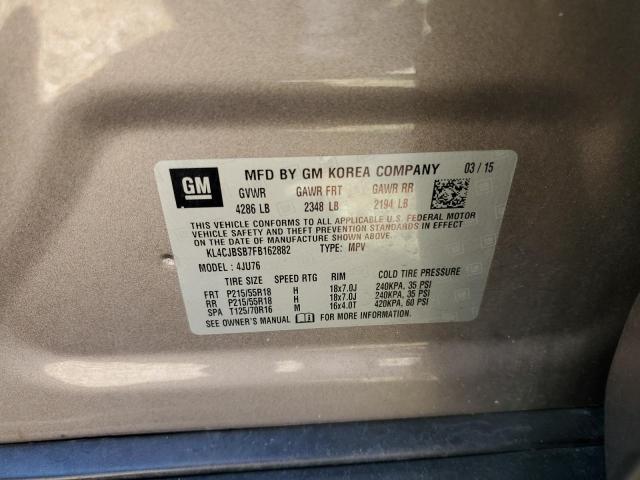 GM
MFD BY GM KOREA COMPANY 03 / 15
GVWR GAWR FRT GAWR RR
4286 LB 2348 LB 2194 LB
THIS VEHICLE CONFORMS TO ALL APPLICABLE U.S. FEDERAL MOTOR
VEHICLE SAFETY AND THEFT PREVENTION STANDARDS IN
EFFECT ON THE DATE OF MANUFACTURE SHOWN ABOVE.
KL4CJBSB7FB162882 TYPE: MPV
MODEL : 4JU76
TIRE SIZE SPEED RTG RIM COLD TIRE PRESSURE
FRT P215/55R18 H 18x7.0J 240KPA, 35 PSI
RR P215/55R18 H 18x7.0J 240KPA, 35 PSI
SPA T125/70R16 M 16x4.0T 420KPA, 60 PSI
SEE OWNER'S MANUAL FOR MORE INFORMATION.